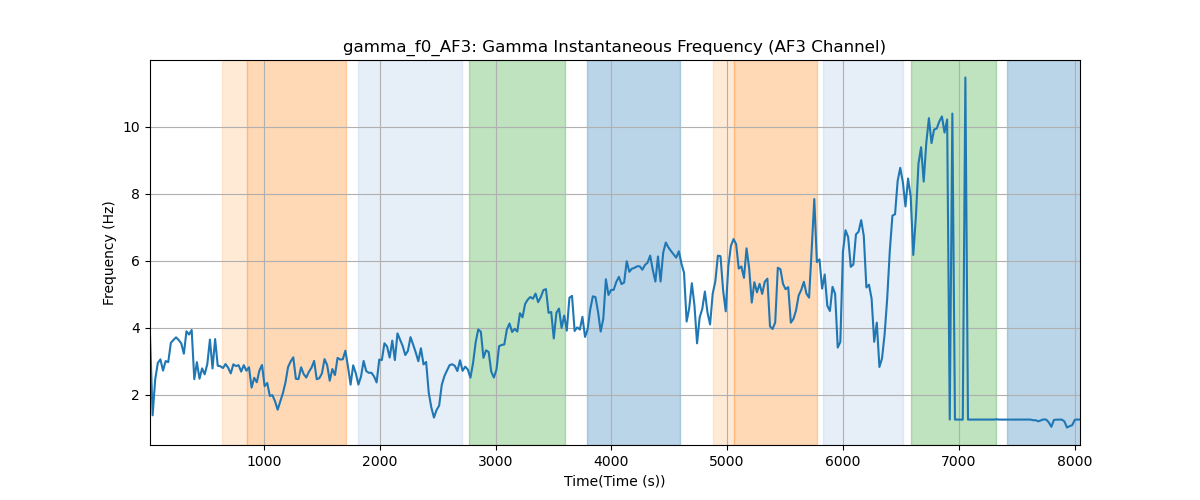 gamma_f0_AF3: Gamma Instantaneous Frequency (AF3 Channel)
Frequency (Hz)
10
8
6
4
2
1000 2000 3000 4000 5000 6000 7000 8000
Time(Time (s))